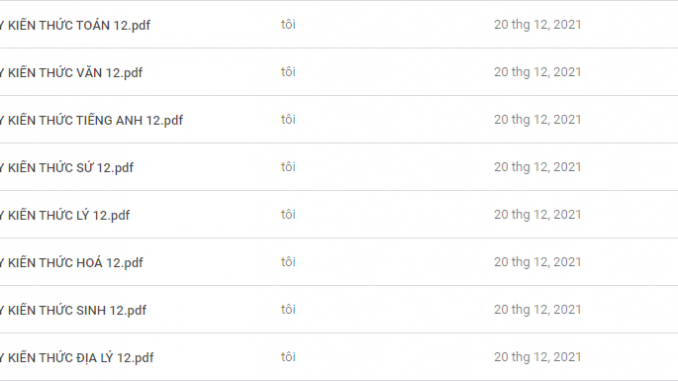 Y KIẾN THỨC TOÁN 12.pdf tôi 20 thg 12, 2021
Y KIẾN THỨC VĂN 12.pdf tôi 20 thg 12, 2021
Y KIẾN THỨC TIẾNG ANH 12.pdf tôi 20 thg 12, 2021
Y KIẾN THỨC SỨ 12.pdf tôi 20 thg 12, 2021
Y KIẾN THỨC LÝ 12.pdf tôi 20 thg 12, 2021
Y KIẾN THỨC HOÁ 12.pdf tôi 20 thg 12, 2021
Y KIẾN THỨC SINH 12.pdf tôi 20 thg 12, 2021
Y KIẾN THỨC ĐỊA LÝ 12.pdf tôi 20 thg 12, 2021